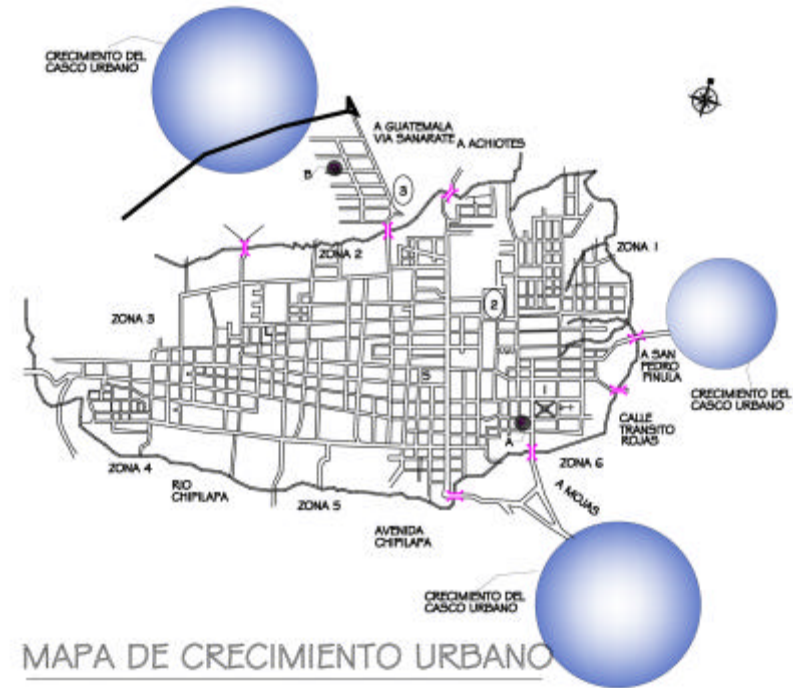 CRECIMIENTO DEL
CASCO URBANO
A GUATEMALA
VIA SANARATE
A ACHIOTES
B
3
ZONA 2
ZONA 1
2
ZONA 3
A SAN
PEDRO
PINULA
CRECIMIENTO DEL
CASCO URBANO
5
1
CALLE
TRANSITO
ROJAS
A
ZONA 4
ZONA 6
RIO
CHIPILAPA
ZONA 5
A MOJAS
AVENIDA
CHIPILAPA
CRECIMIENTO DEL
CASCO URBANO
MAPA DE CRECIMIENTO URBANO